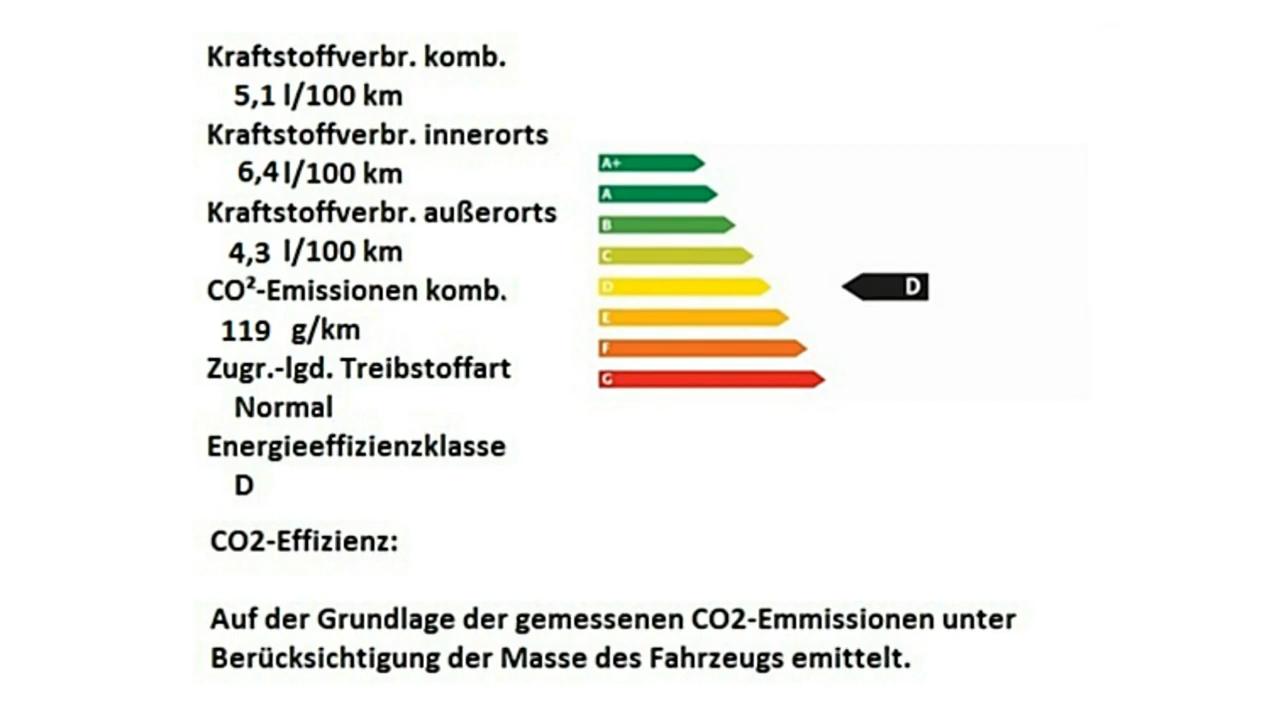 Kraftstoffverbr. komb.
5,1 l/100 km
Kraftstoffverbr. innerorts
6,4 l/100 km
Kraftstoffverbr. außerorts
4,3 l/100 km
CO²-Emissionen komb.
119 g/km
Zugr.-lgd. Treibstoffart
Normal
Energieeffizienzklasse
D
A+
A
B
C
D
D
E
F
G
CO2-Effizienz:
Auf der Grundlage der gemessenen CO2-Emmissionen unter
Berücksichtigung der Masse des Fahrzeugs emittelt.